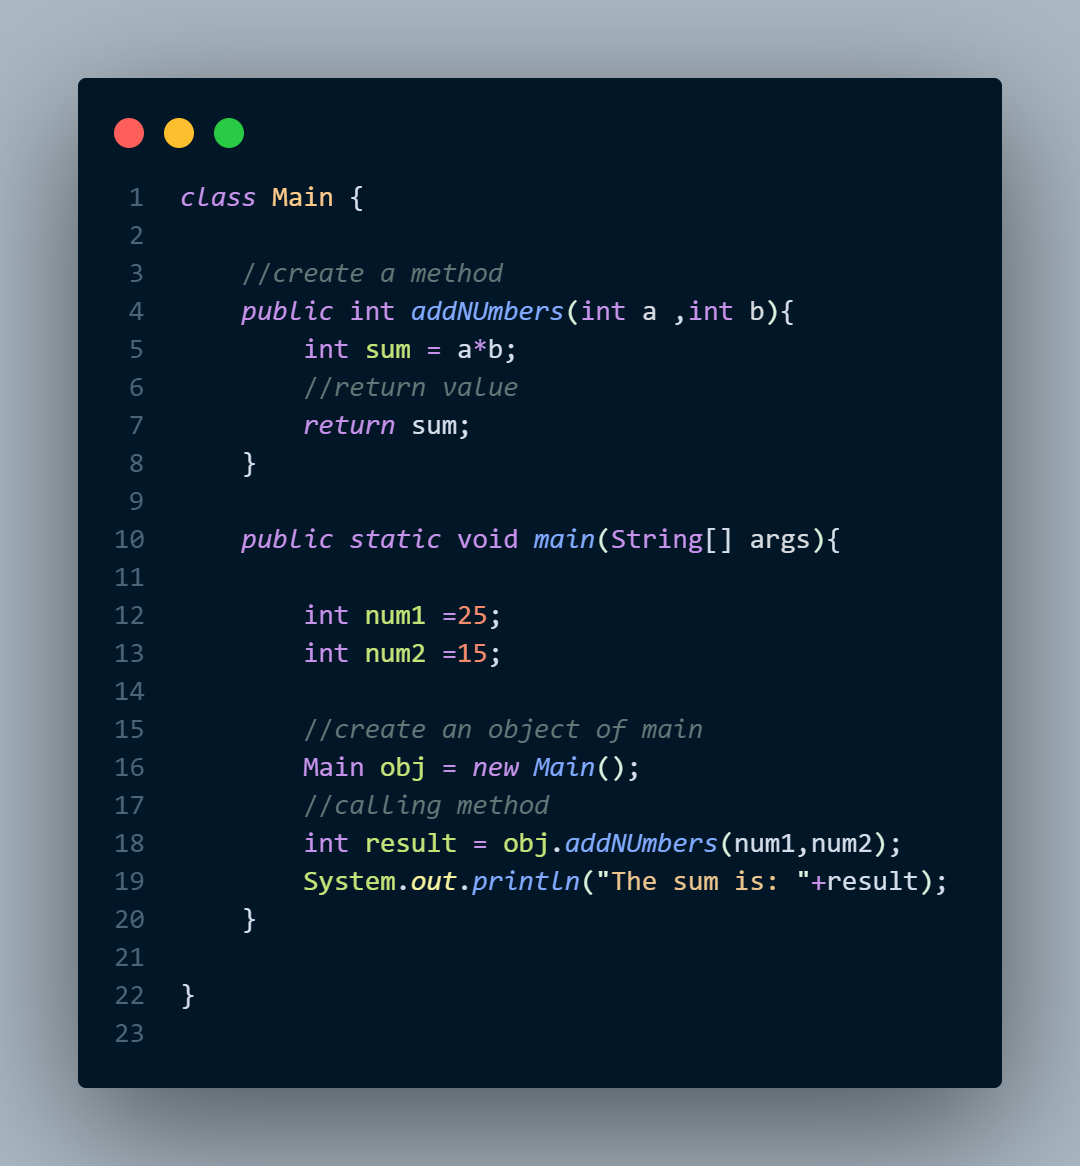 1 class Main {
2
3 //create a method
4 public int addNUmbers(int a ,int b){
5 int sum = a*b;
6 //return value
7 return sum;
8 }
9
10 public static void main(String[] args){
11
12 int num1 =25;
13 int num2 =15;
14
15 //create an object of main
16 Main obj = new Main();
17 //calling method
18 int result = obj.addNUmbers(num1,num2);
19 System.out.println("The sum is: "+result);
20 }
21
22 }
23